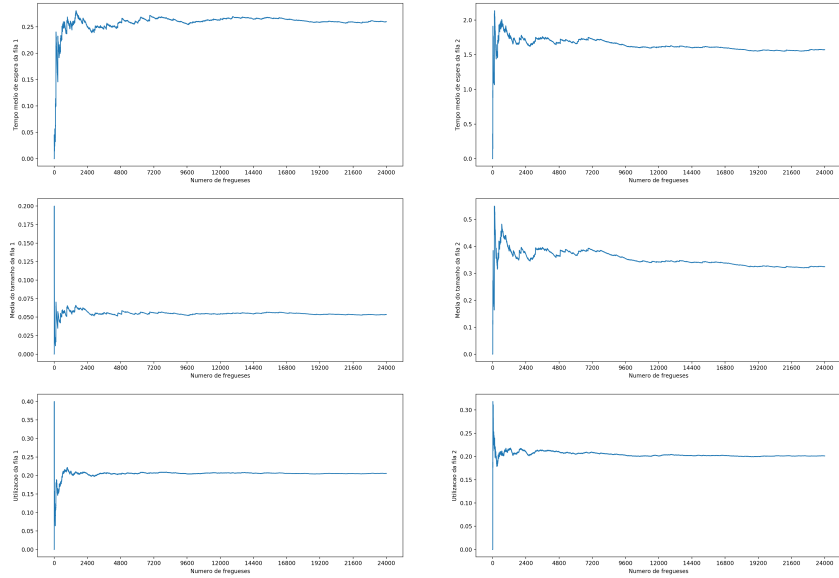 Tempo medio de espera da fila 1
0.25
0.20
0.15
0.10
0.05
0.00
0 2400 4800 7200 9600 12000 14400 16800 19200 21600 24000
Numero de fregueses
Tempo medio de espera da fila 2
2.0
1.5
1.0
0.5
0.0
0 2400 4800 7200 9600 12000 14400 16800 19200 21600 24000
Numero de fregueses
Media do tamanho da fila 1
0.200
0.175
0.150
0.125
0.100
0.075
0.050
0.025
0.000
0 2400 4800 7200 9600 12000 14400 16800 19200 21600 24000
Numero de fregueses
Media do tamanho da fila 2
0.5
0.4
0.3
0.2
0.1
0.0
0 2400 4800 7200 9600 12000 14400 16800 19200 21600 24000
Numero de fregueses
Utilizacao da fila 1
0.40
0.35
0.30
0.25
0.20
0.15
0.10
0.05
0.00
0 2400 4800 7200 9600 12000 14400 16800 19200 21600 24000
Numero de fregueses
Utilizacao da fila 2
0.30
0.25
0.20
0.15
0.10
0.05
0.00
0 2400 4800 7200 9600 12000 14400 16800 19200 21600 24000
Numero de fregueses